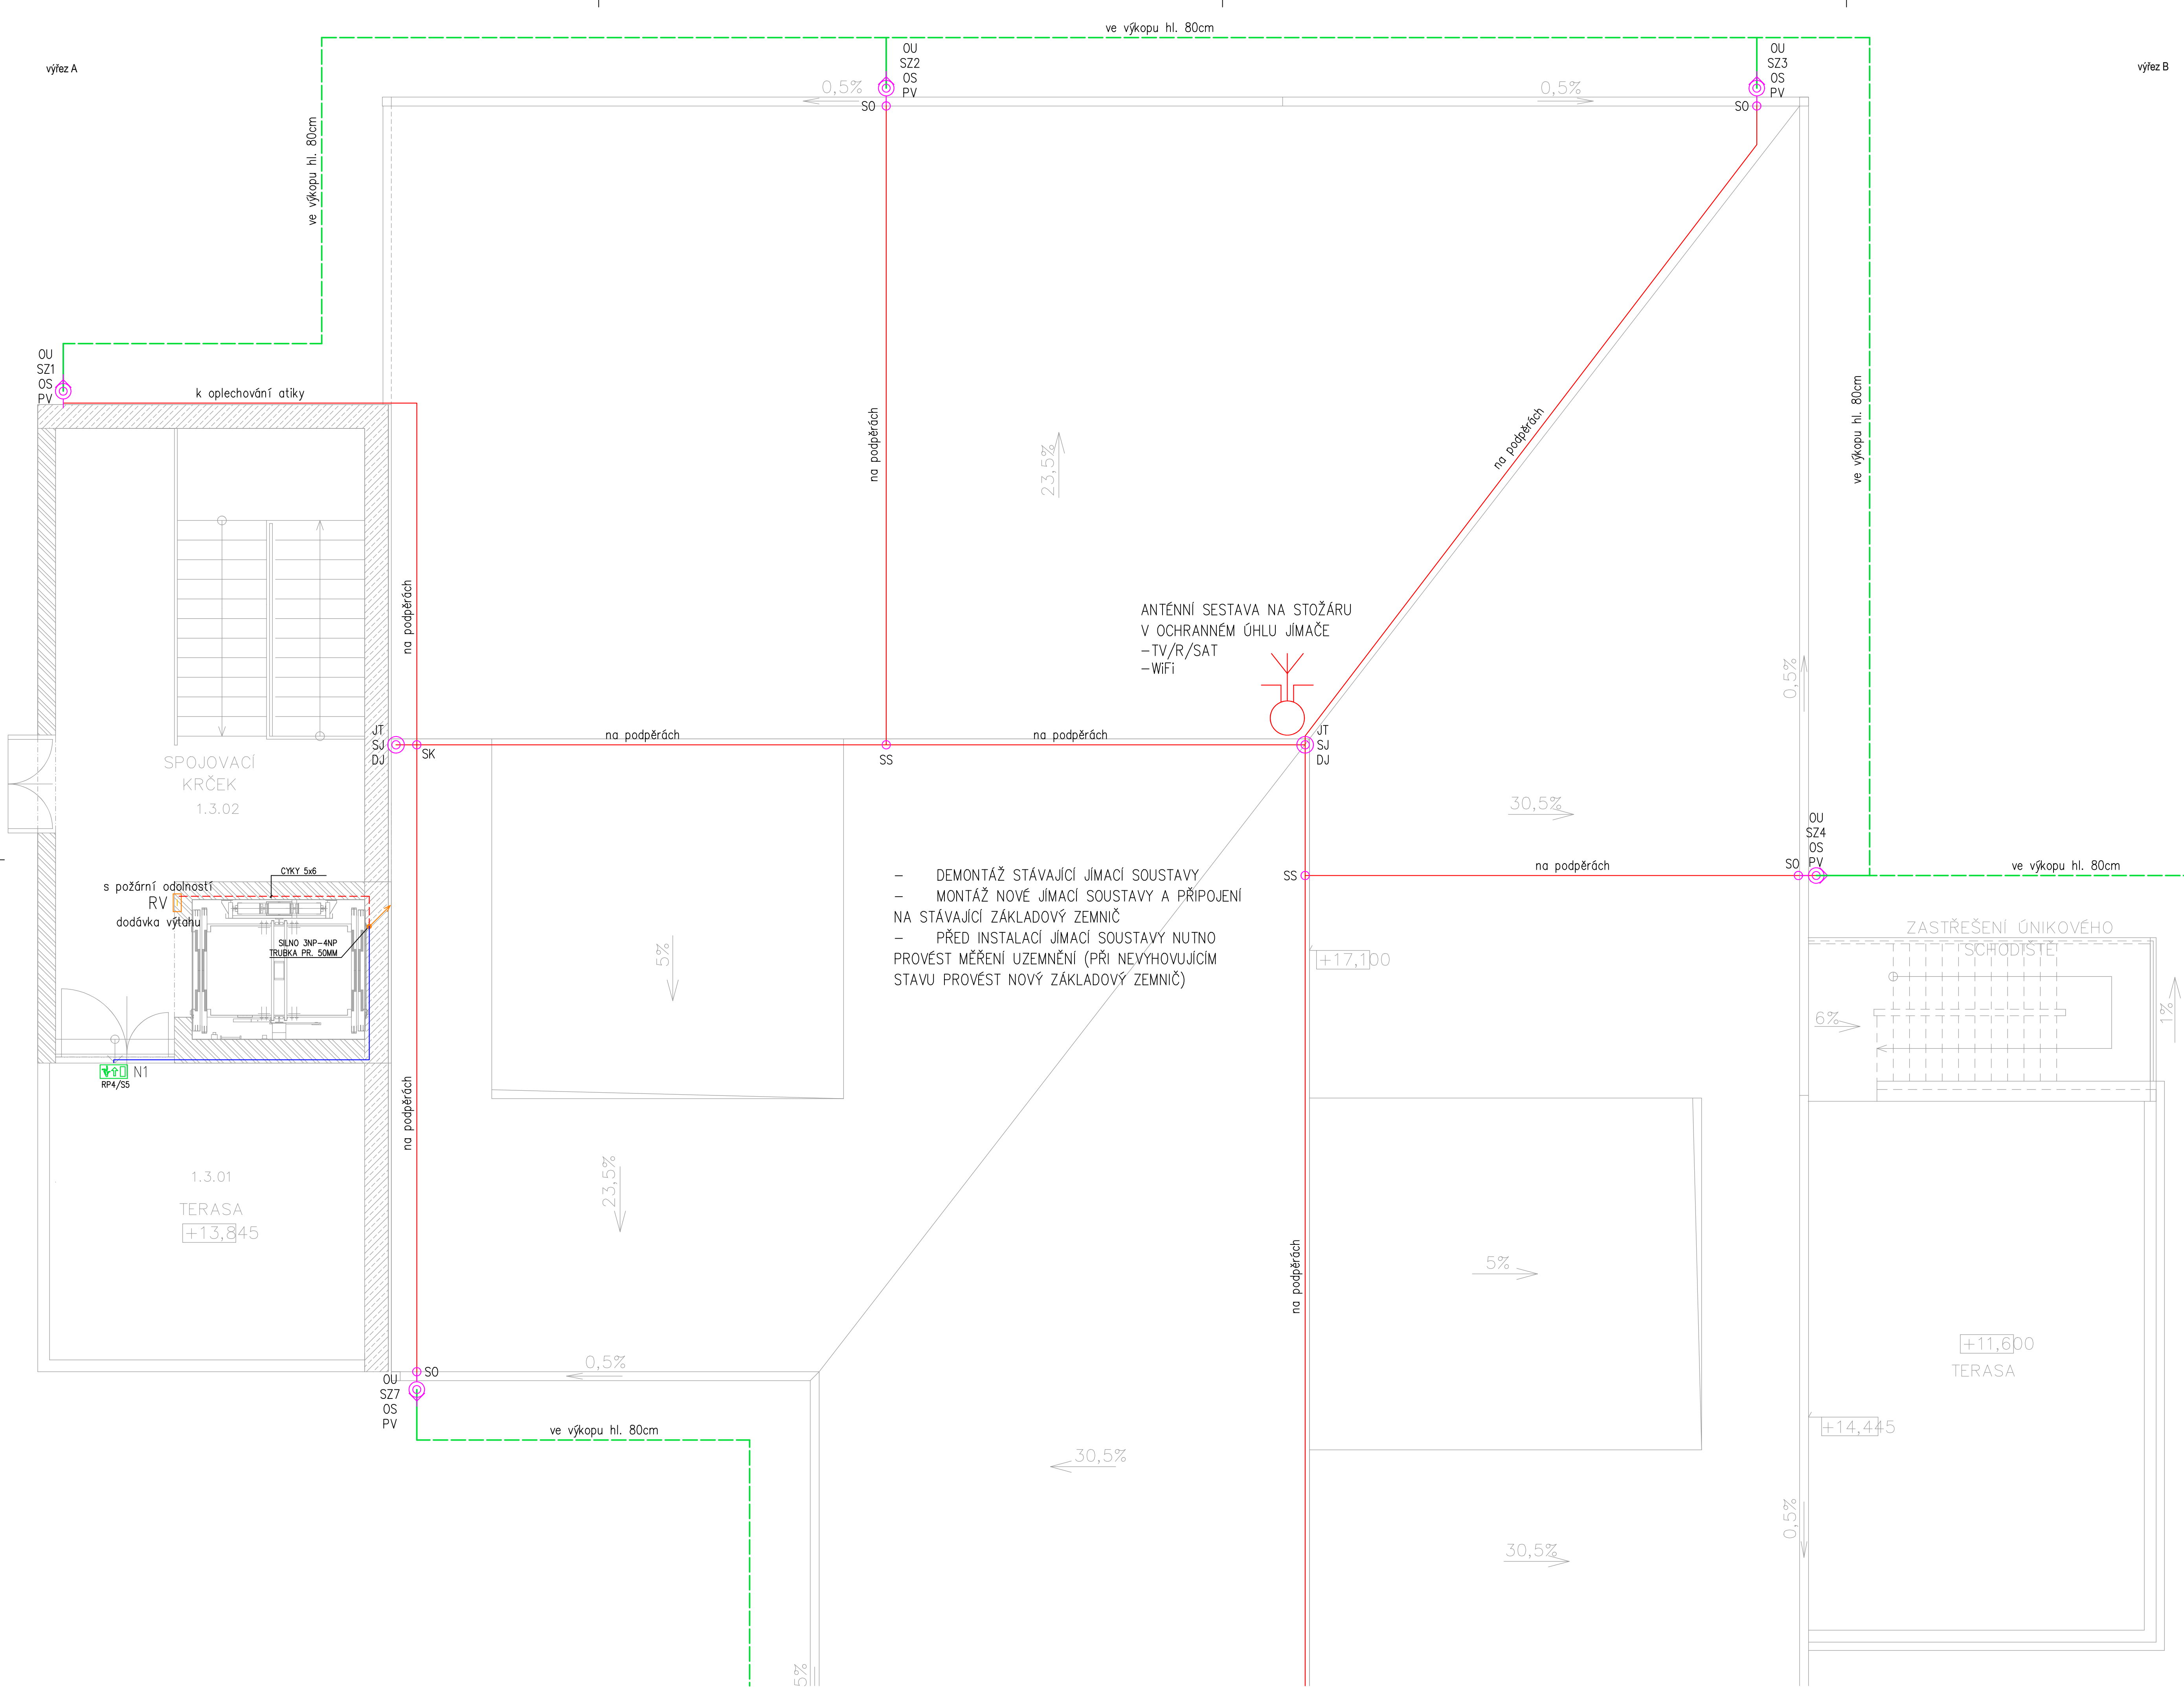 ve výkopu hl. 80cm
výřez A
výřez B
OU
SZ2
OS
PV
SO
0,5%
OU
SZ3
OS
PV
SO
0,5%
ve výkopu hl. 80cm
OU
SZ1
OS
PV
k oplechování atiky
na podpěrách
na podpěrách
23,5%
na podpěrách
ve výkopu hl. 80cm
na podpěrách
ANTÉNNÍ SESTAVA NA STOŽÁRU
V OCHRANNÉM ÚHLU JÍMAČE
-TV/R/SAT
-WiFi
0,5%
JT
SJ
DJ
SK
na podpěrách
SS
na podpěrách
JT
SJ
DJ
SPOJOVACÍ
KRČEK
1.3.02
30,5%
OU
SZ4
OS
PV
SO
SS
na podpěrách
ve výkopu hl. 80cm
CYKY 5x6
s požární odolností
RV
dodávka výtahu
SILNO 3NP-4NP
TRUBKA PR. 50MM
N1
RP4/S5
- DEMONTÁŽ STÁVAJÍCÍ JÍMACÍ SOUSTAVY
- MONTÁŽ NOVÉ JÍMACÍ SOUSTAVY A PŘIPOJENÍ
NA STÁVAJÍCÍ ZÁKLADOVÝ ZEMNIČ
- PŘED INSTALACÍ JÍMACÍ SOUSTAVY NUTNO
PROVÉST MĚŘENÍ UZEMNĚNÍ (PŘI NEVYHOVUJÍCÍM
STAVU PROVÉST NOVÝ ZÁKLADOVÝ ZEMNIČ)
5%
+17,100
ZASTŘEŠENÍ ÚNIKOVÉHO
SCHODIŠTĚ
6%
1%
na podpěrách
23,5%
1.3.01
TERASA
+13,845
na podpěrách
5%
+11,600
TERASA
0,5%
SO
OU
SZ7
OS
PV
ve výkopu hl. 80cm
30,5%
+14,445
0,5%
30,5%
5%